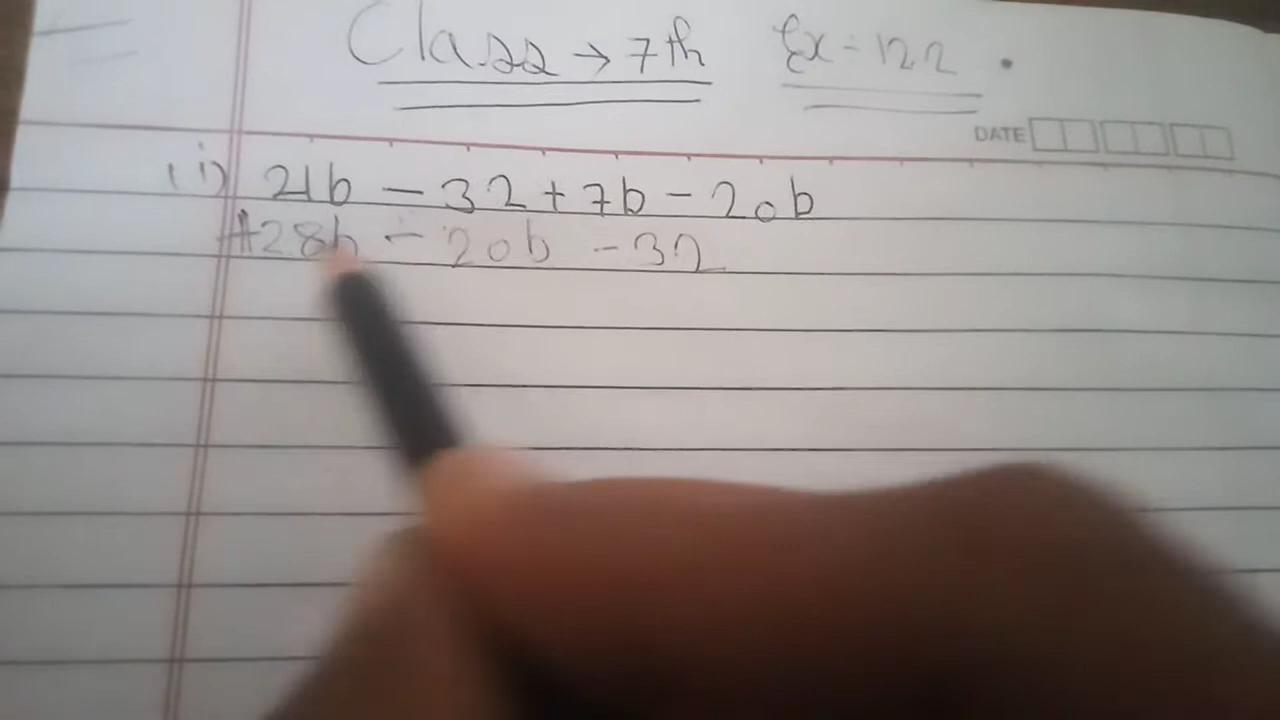 Class → 7th Ex - 12.2
DATE
(i) 21b - 32 + 7b - 20b
+28b - 20b - 32